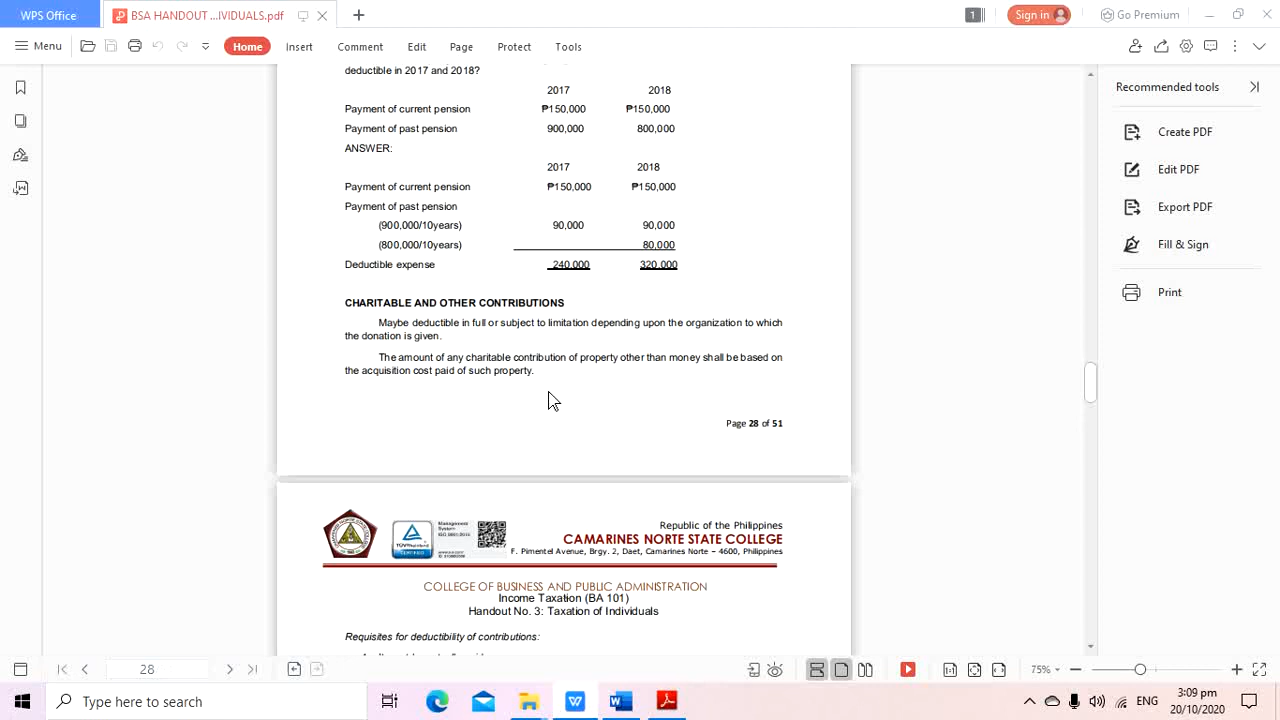 WPS Office
BSA HANDOUT ...IVIDUALS.pdf
1
Sign in
Go Premium
Menu
Home
Insert
Comment
Edit
Page
Protect
Tools
deductible in 2017 and 2018?
2017 2018
Payment of current pension ₱150,000 ₱150,000
Payment of past pension 900,000 800,000
ANSWER:
2017 2018
Payment of current pension ₱150,000 ₱150,000
Payment of past pension
(900,000/10years) 90,000 90,000
(800,000/10years) 80,000
Deductible expense 240,000 320,000
CHARITABLE AND OTHER CONTRIBUTIONS
Maybe deductible in full or subject to limitation depending upon the organization to which
the donation is given.
The amount of any charitable contribution of property other than money shall be based on
the acquisition cost paid of such property.
Page 28 of 51
Management
System
ISO 9001:2015
Republic of the Philippines
CAMARINES NORTE STATE COLLEGE
F. Pimentel Avenue, Brgy. 2, Daet, Camarines Norte – 4600, Philippines
COLLEGE OF BUSINESS AND PUBLIC ADMINISTRATION
Income Taxation (BA 101)
Handout No. 3: Taxation of Individuals
Requisites for deductibility of contributions:
Recommended tools
Create PDF
Edit PDF
Export PDF
Fill & Sign
Print
28
75%
Type here to search
ENG
3:09 pm
20/10/2020